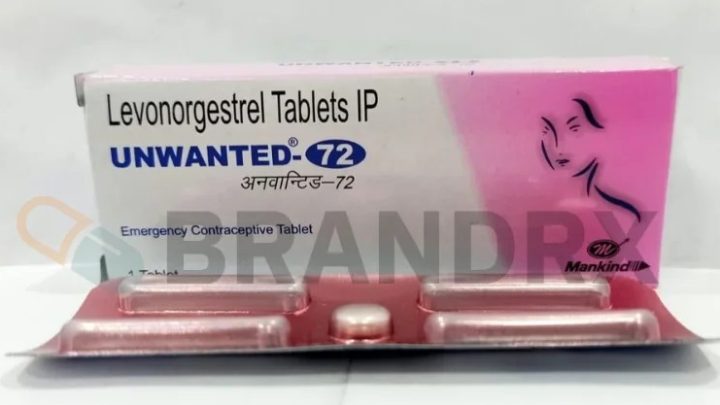 Levonorgestrel Tablets IP
UNWANTED®-72
अनवान्टिड-72
Emergency Contraceptive Tablet
1 Tablet
Mankind
BRANDRX